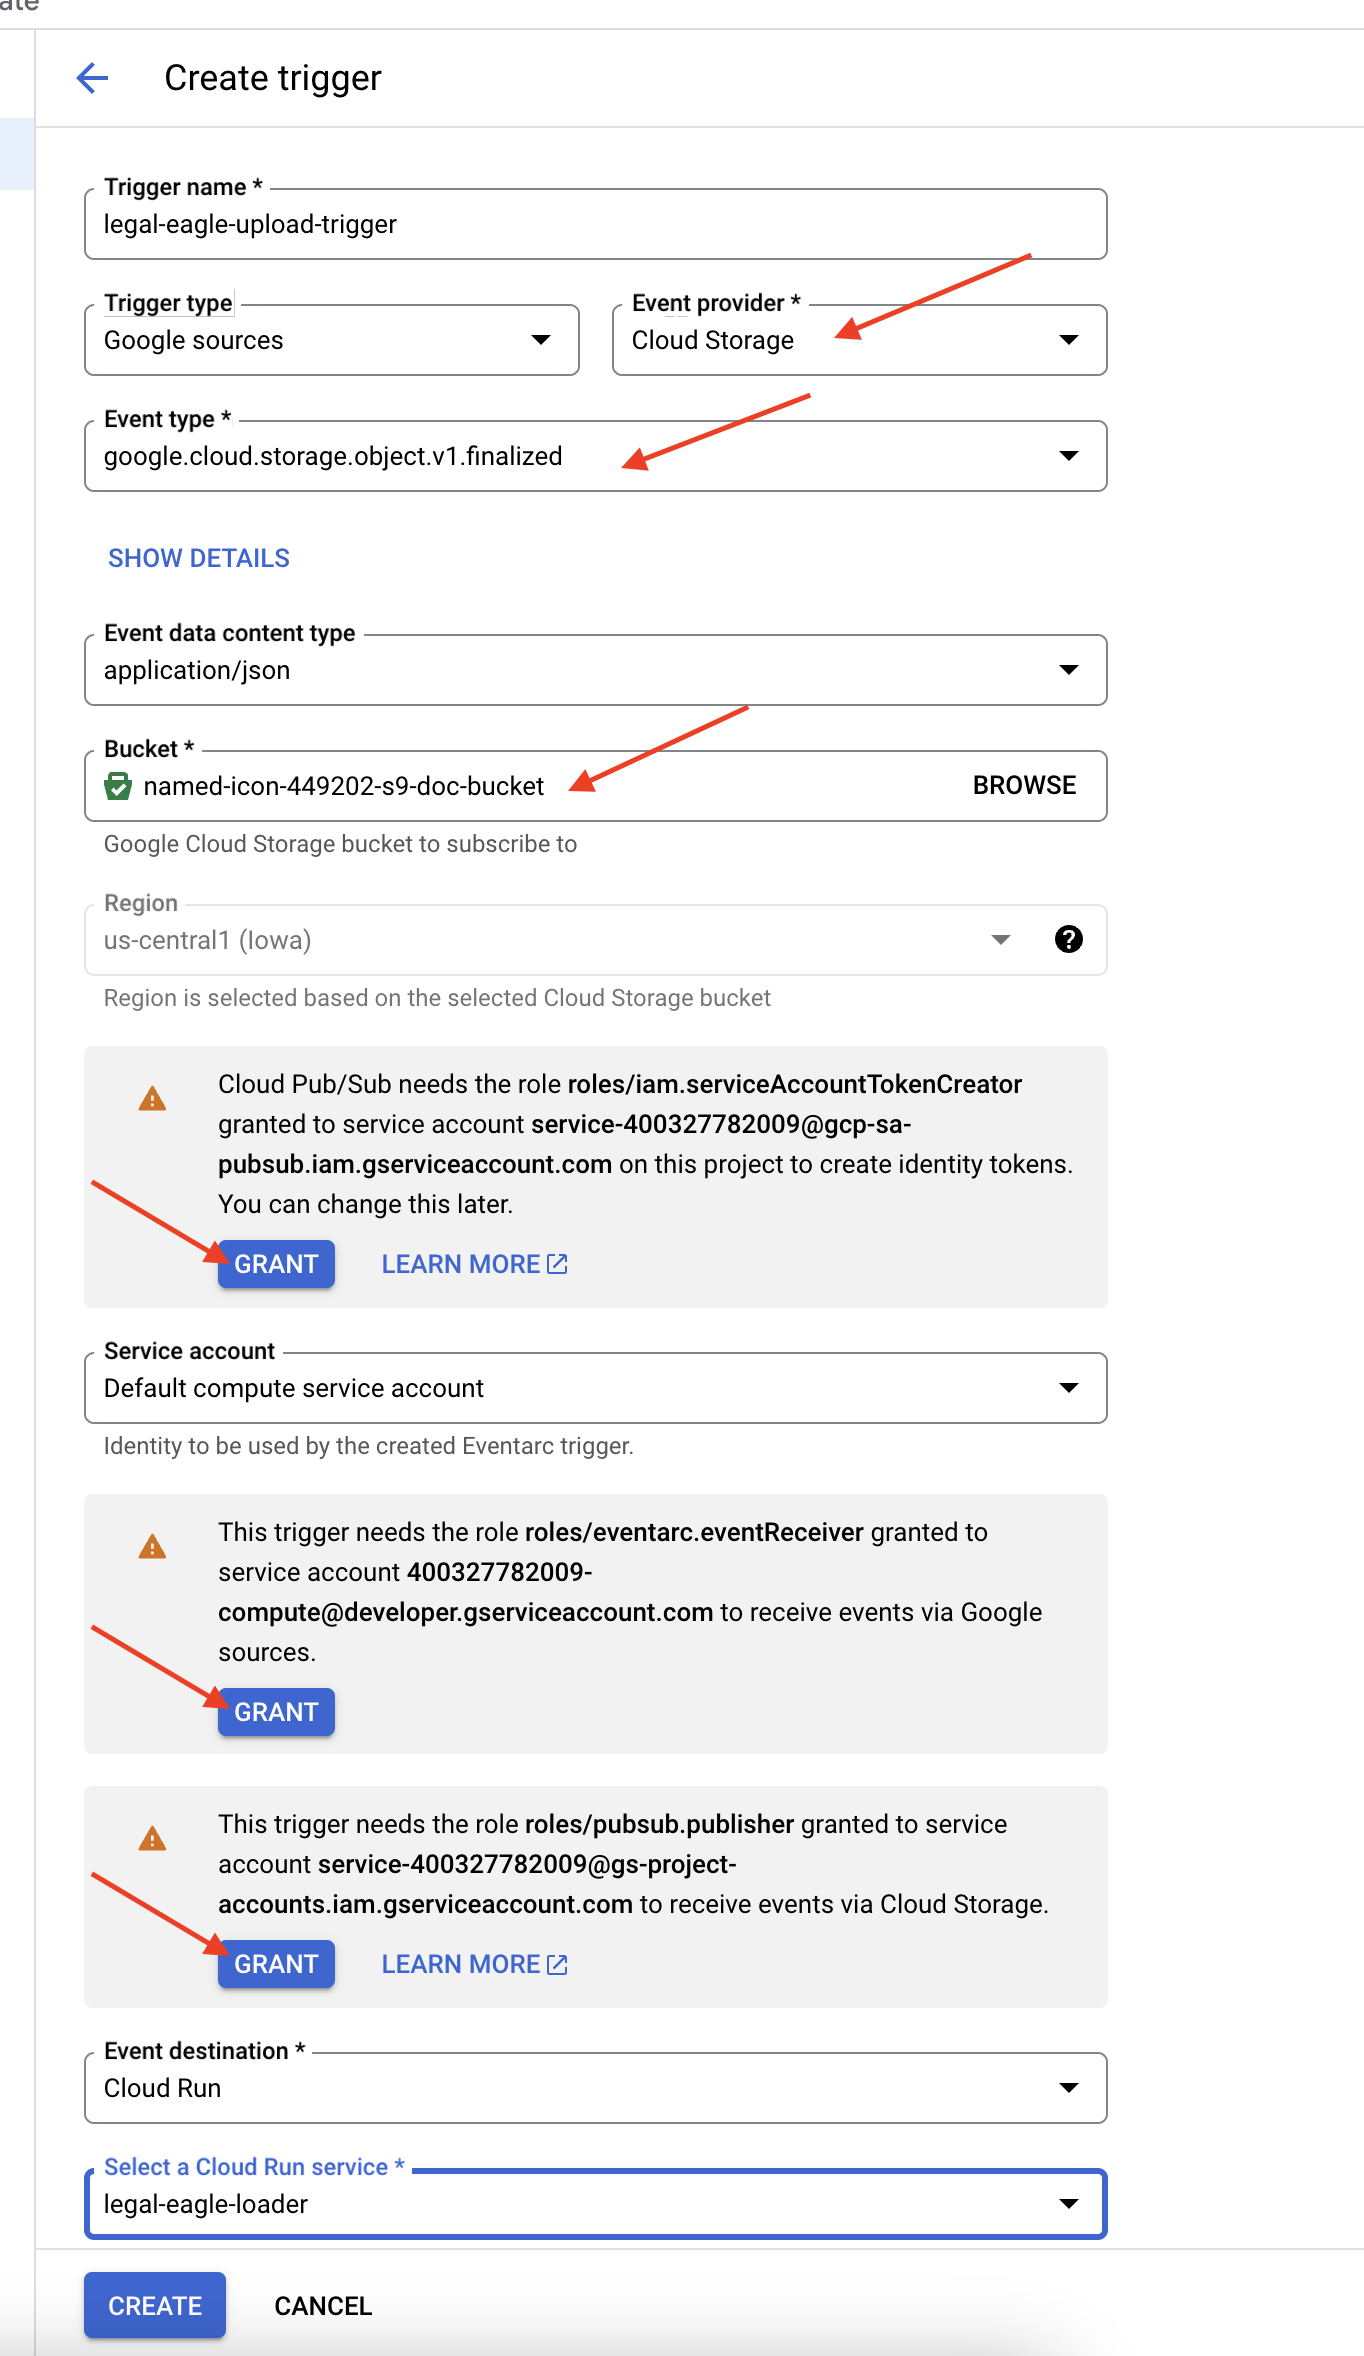 Create trigger
Trigger name *
legal-eagle-upload-trigger
Trigger type
Google sources
Event provider *
Cloud Storage
Event type *
google.cloud.storage.object.v1.finalized
SHOW DETAILS
Event data content type
application/json
Bucket *
named-icon-449202-s9-doc-bucket
BROWSE
Google Cloud Storage bucket to subscribe to
Region
us-central1 (Iowa)
Region is selected based on the selected Cloud Storage bucket
Cloud Pub/Sub needs the role roles/iam.serviceAccountTokenCreator
granted to service account service-400327782009@gcp-sa-
pubsub.iam.gserviceaccount.com on this project to create identity tokens.
You can change this later.
GRANT
LEARN MORE
Service account
Default compute service account
Identity to be used by the created Eventarc trigger.
This trigger needs the role roles/eventarc.eventReceiver granted to
service account 400327782009-
compute@developer.gserviceaccount.com to receive events via Google
sources.
GRANT
This trigger needs the role roles/pubsub.publisher granted to service
account service-400327782009@gs-project-
accounts.iam.gserviceaccount.com to receive events via Cloud Storage.
GRANT
LEARN MORE
Event destination *
Cloud Run
Select a Cloud Run service *
legal-eagle-loader
CREATE
CANCEL